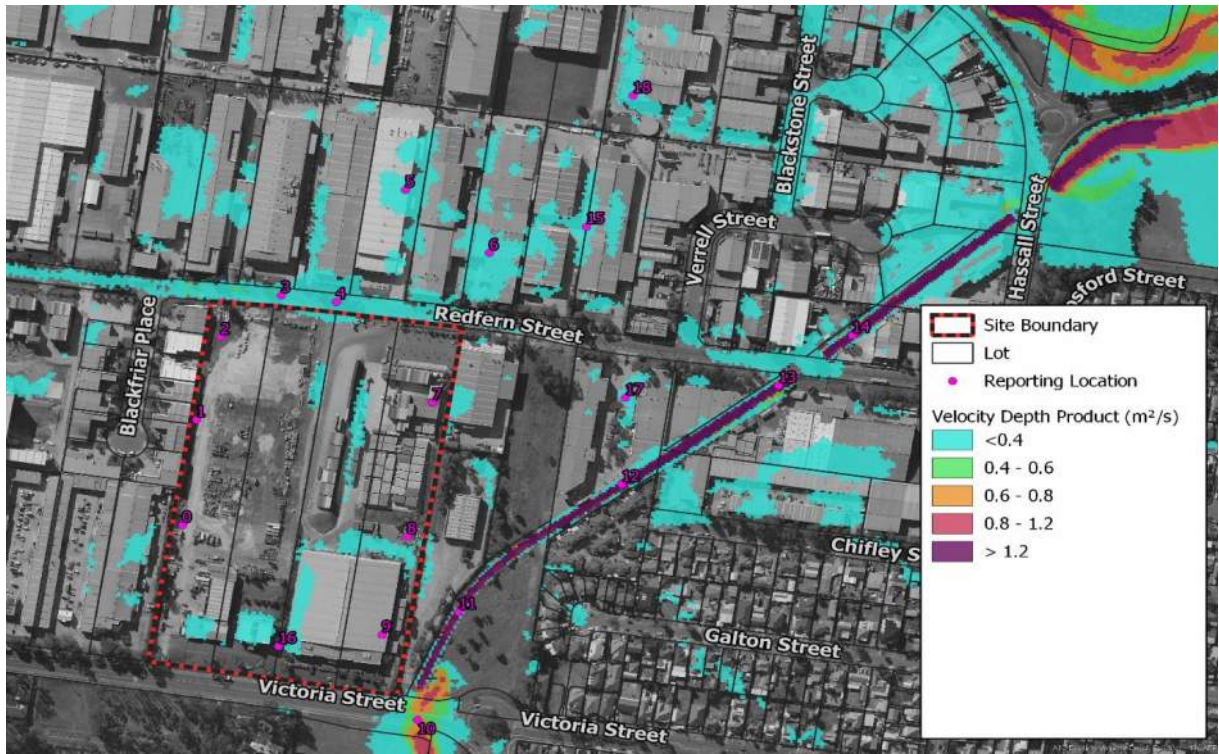 18
Blackstone Street
5
15
Verrell Street
6
Hassall Street
3
4
Blackfriar Place
Redfern Street
2
14
nsford Street
13
17
7
1
12
0
8
Chifley S
11
Galton Street
9
16
Victoria Street
10
Victoria Street
Site Boundary
Lot
Reporting Location
Velocity Depth Product (m²/s)
<0.4
0.4 - 0.6
0.6 - 0.8
0.8 - 1.2
> 1.2